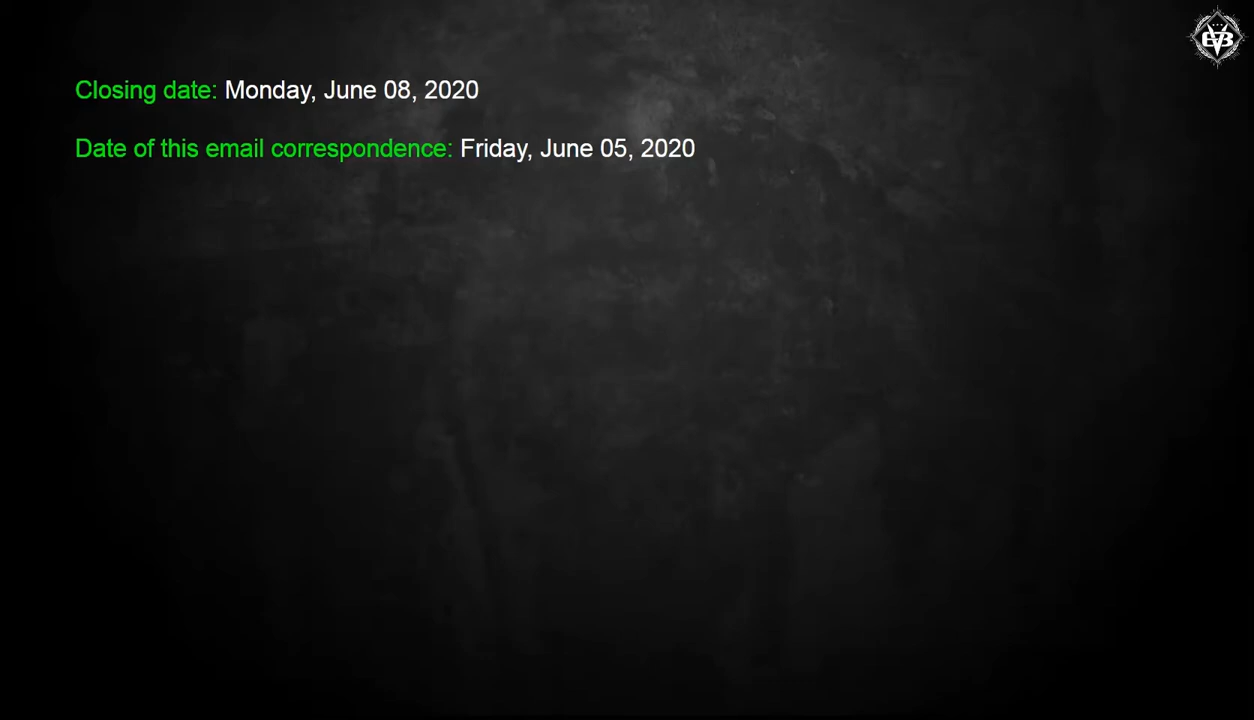 Closing date: Monday, June 08, 2020
Date of this email correspondence: Friday, June 05, 2020